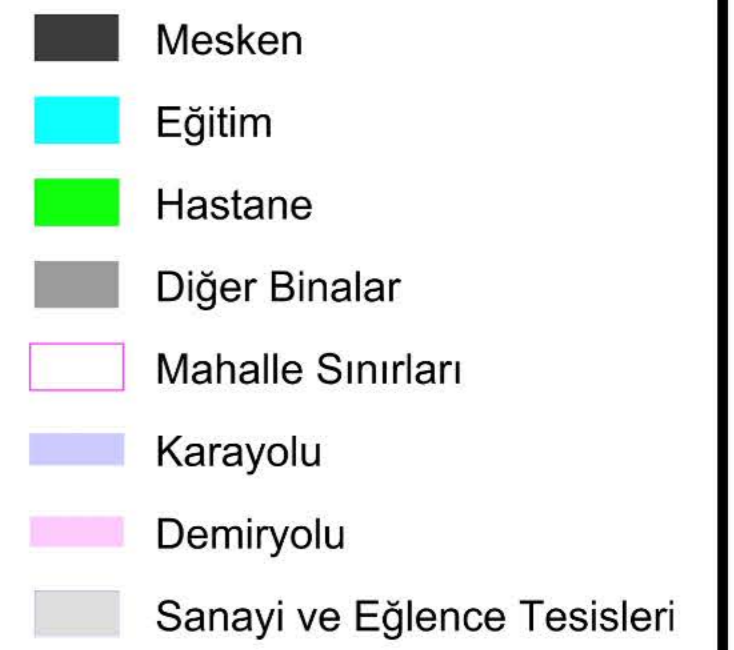 Mesken
Eğitim
Hastane
Diğer Binalar
Mahalle Sınırları
Karayolu
Demiryolu
Sanayi ve Eğlence Tesisleri